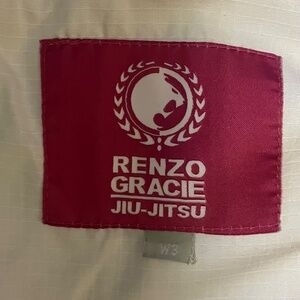 RENZO
GRACIE
JIU-JITSU
W3